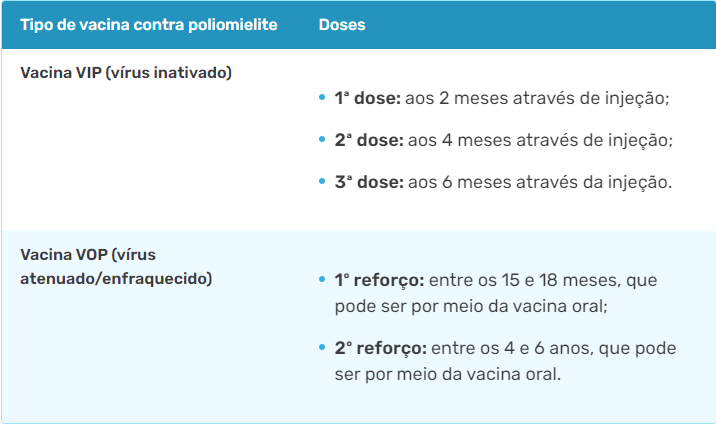 Tipo de vacina contra poliomielite
Doses
Vacina VIP (vírus inativado)
1ª dose: aos 2 meses através de injeção;
2ª dose: aos 4 meses através de injeção;
3ª dose: aos 6 meses através da injeção.
Vacina VOP (vírus
atenuado/enfraquecido)
1º reforço: entre os 15 e 18 meses, que
pode ser por meio da vacina oral;
2º reforço: entre os 4 e 6 anos, que pode
ser por meio da vacina oral.